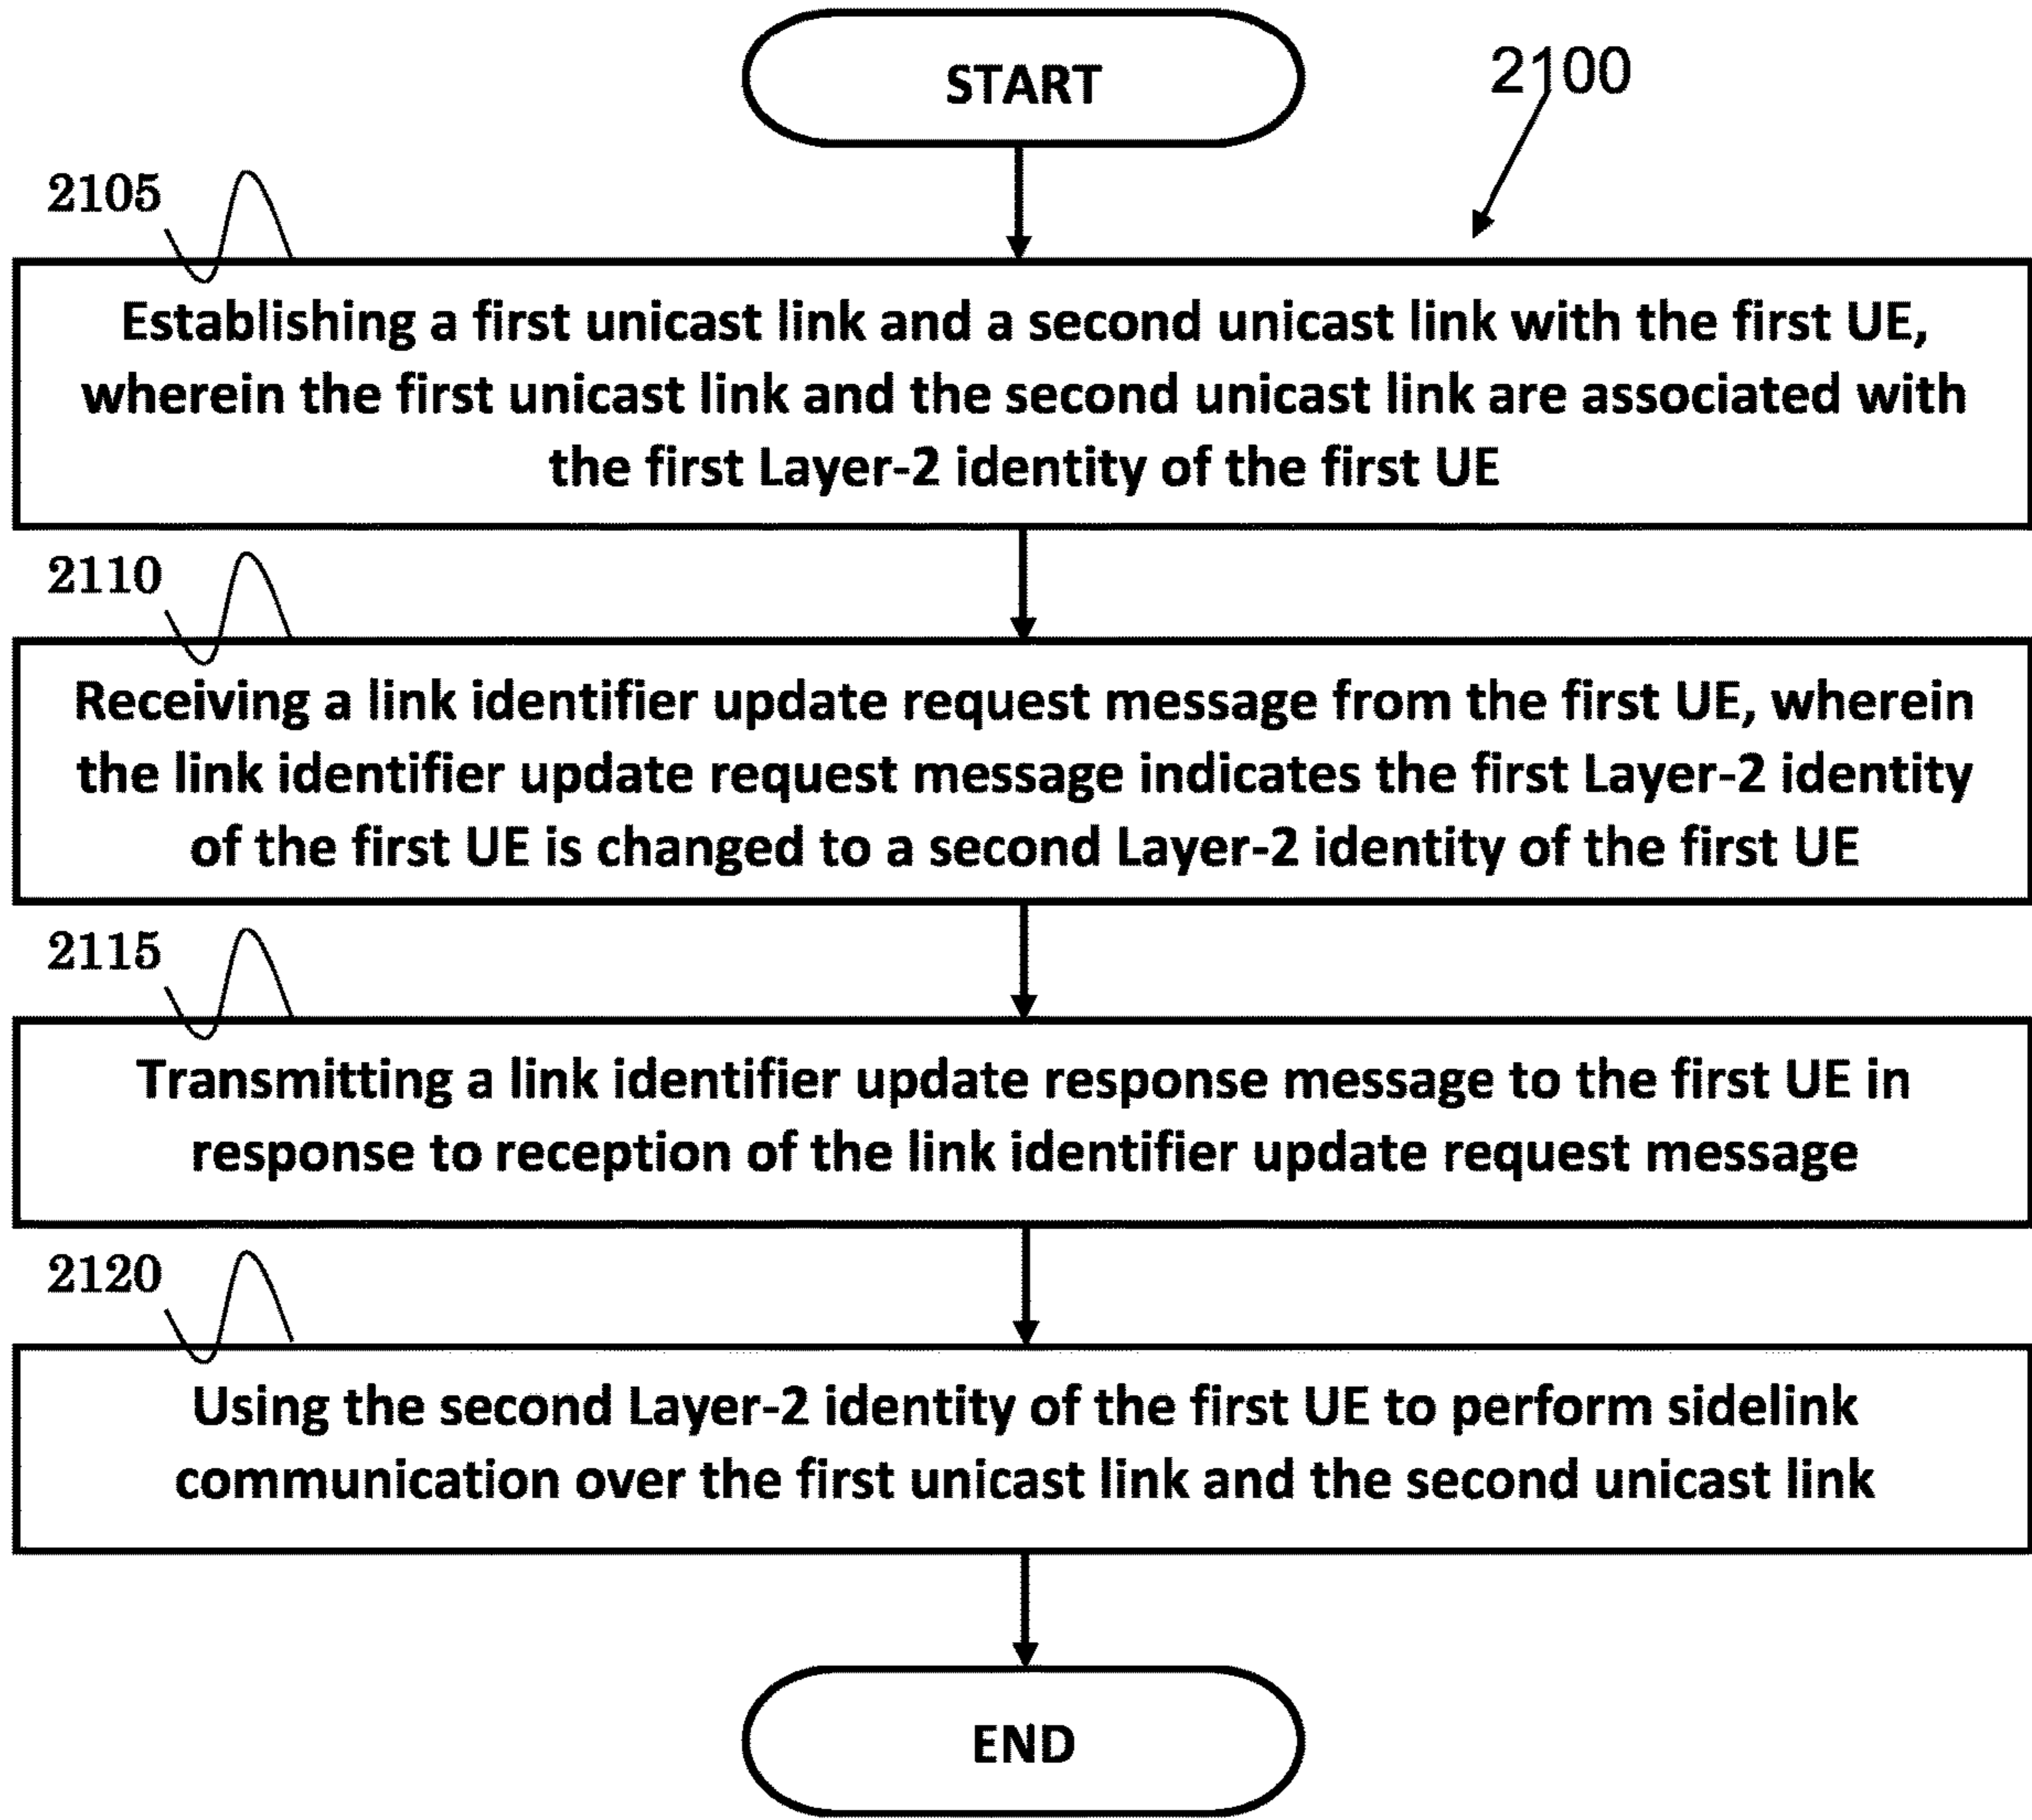 START
2100
2105
Establishing a first unicast link and a second unicast link with the first UE,
wherein the first unicast link and the second unicast link are associated with
the first Layer-2 identity of the first UE
2110
Receiving a link identifier update request message from the first UE, wherein
the link identifier update request message indicates the first Layer-2 identity
of the first UE is changed to a second Layer-2 identity of the first UE
2115
Transmitting a link identifier update response message to the first UE in
response to reception of the link identifier update request message
2120
Using the second Layer-2 identity of the first UE to perform sidelink
communication over the first unicast link and the second unicast link
END